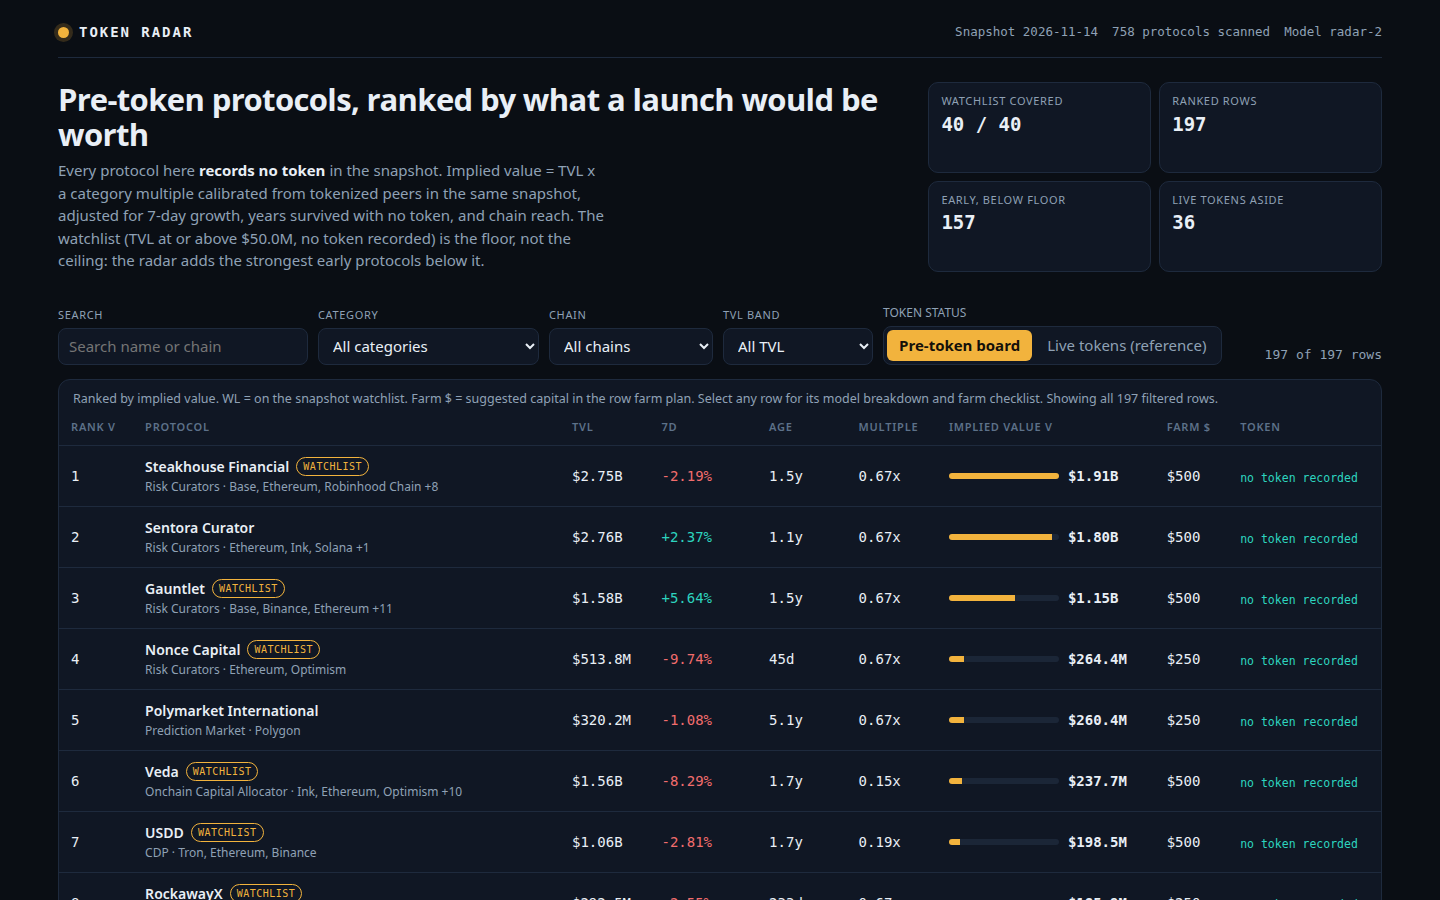 TOKEN RADAR
Snapshot 2026-11-14 758 protocols scanned Model radar-2
Pre-token protocols, ranked by what a launch would be
worth
Every protocol here records no token in the snapshot. Implied value = TVL x
a category multiple calibrated from tokenized peers in the same snapshot,
adjusted for 7-day growth, years survived with no token, and chain reach. The
watchlist (TVL at or above $50.0M, no token recorded) is the floor, not the
ceiling: the radar adds the strongest early protocols below it.
WATCHLIST COVERED
40 / 40
RANKED ROWS
197
EARLY, BELOW FLOOR
157
LIVE TOKENS ASIDE
36
SEARCH
Search name or chain
CATEGORY
All categories
CHAIN
All chains
TVL BAND
All TVL
TOKEN STATUS
Pre-token board Live tokens (reference)
197 of 197 rows
Ranked by implied value. WL = on the snapshot watchlist. Farm $ = suggested capital in the row farm plan. Select any row for its model breakdown and farm checklist. Showing all 197 filtered rows.
RANK V PROTOCOL TVL 7D AGE MULTIPLE IMPLIED VALUE V FARM $ TOKEN
1 Steakhouse Financial WATCHLIST $2.75B -2.19% 1.5y 0.67x $1.91B $500 no token recorded
Risk Curators · Base, Ethereum, Robinhood Chain +8
2 Sentora Curator $2.76B +2.37% 1.1y 0.67x $1.80B $500 no token recorded
Risk Curators · Ethereum, Ink, Solana +1
3 Gauntlet WATCHLIST $1.58B +5.64% 1.5y 0.67x $1.15B $500 no token recorded
Risk Curators · Base, Binance, Ethereum +11
4 Nonce Capital WATCHLIST $513.8M -9.74% 45d 0.67x $264.4M $250 no token recorded
Risk Curators · Ethereum, Optimism
5 Polymarket International $320.2M -1.08% 5.1y 0.67x $260.4M $250 no token recorded
Prediction Market · Polygon
6 Veda WATCHLIST $1.56B -8.29% 1.7y 0.15x $237.7M $500 no token recorded
Onchain Capital Allocator · Ink, Ethereum, Optimism +10
7 USDD WATCHLIST $1.06B -2.81% 1.7y 0.19x $198.5M $500 no token recorded
CDP · Tron, Ethereum, Binance
RockawayX WATCHLIST